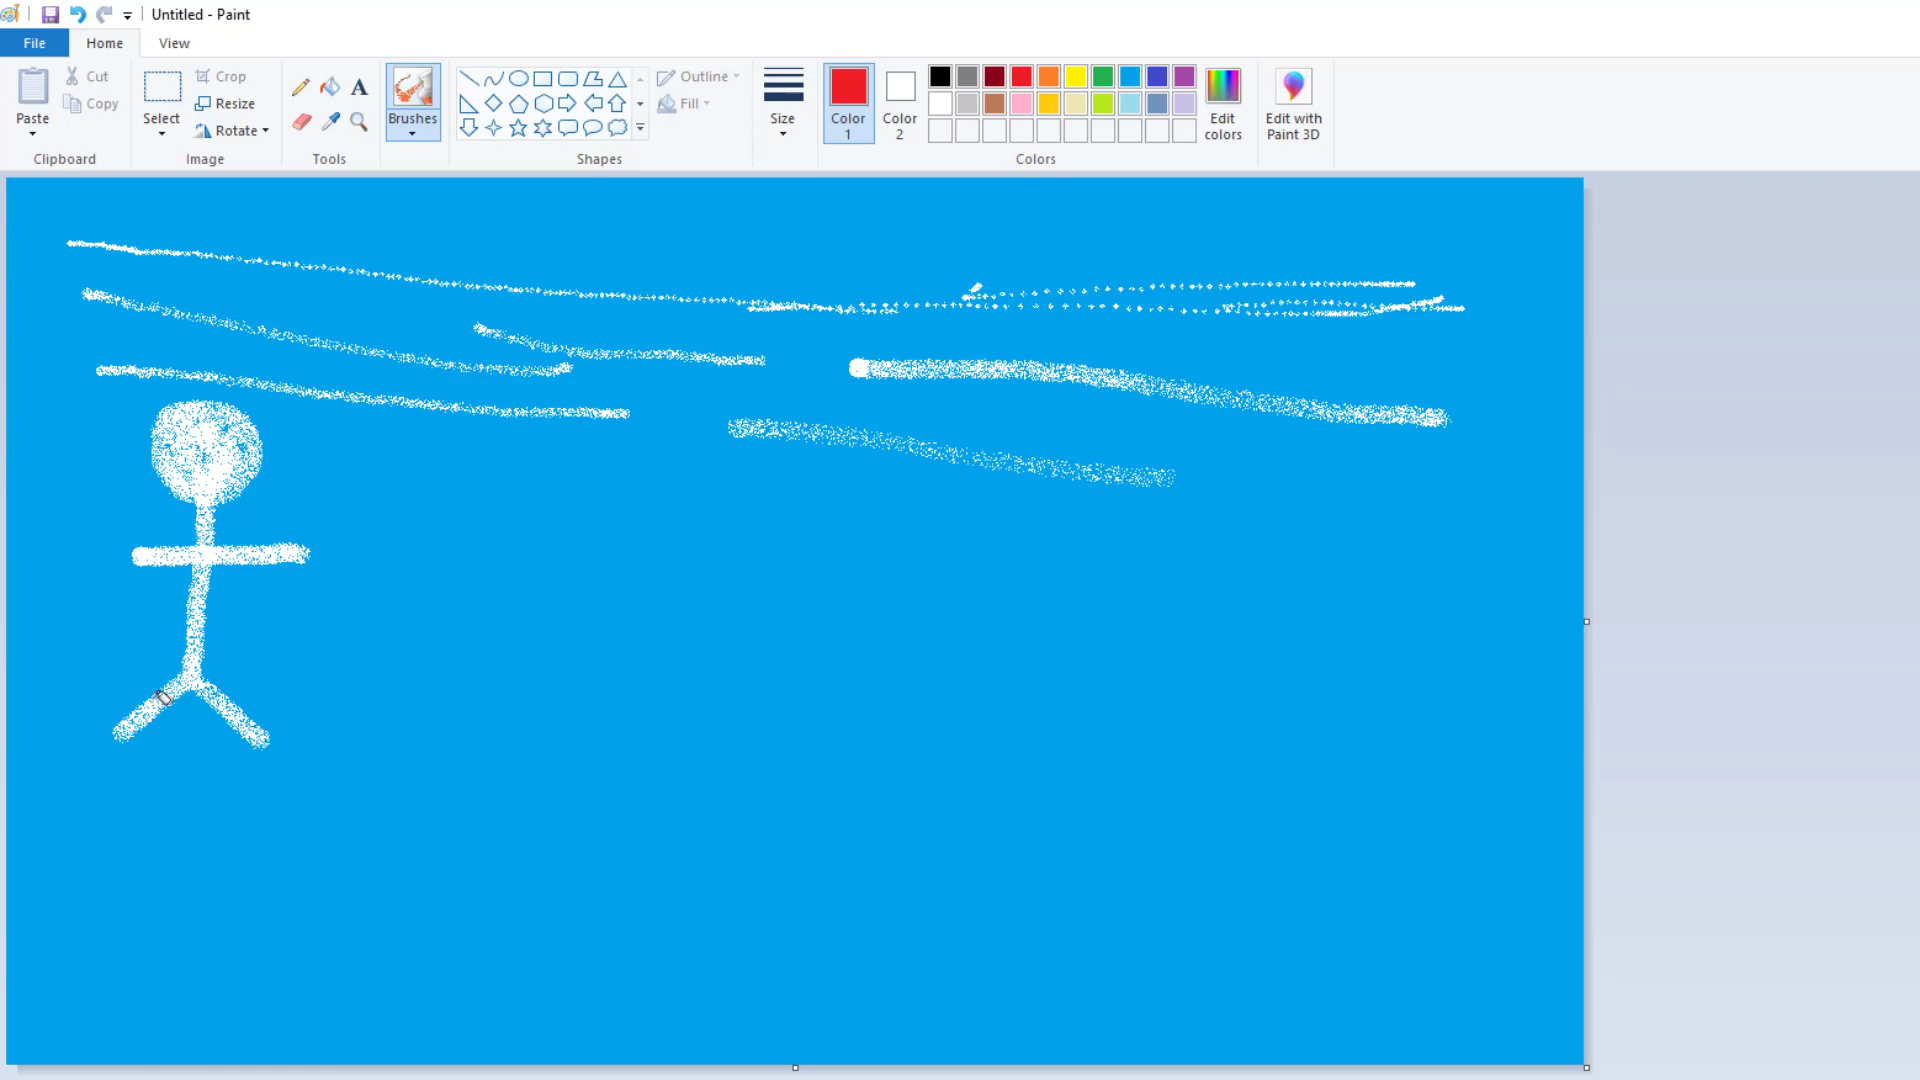 Untitled - Paint
File Home View
Paste
Cut
Copy
Clipboard
Select
Crop
Resize
Rotate
Image
A
Tools
Brushes
Outline
Fill
Shapes
Size
Color 1
Color 2
Edit colors
Colors
Edit with Paint 3D